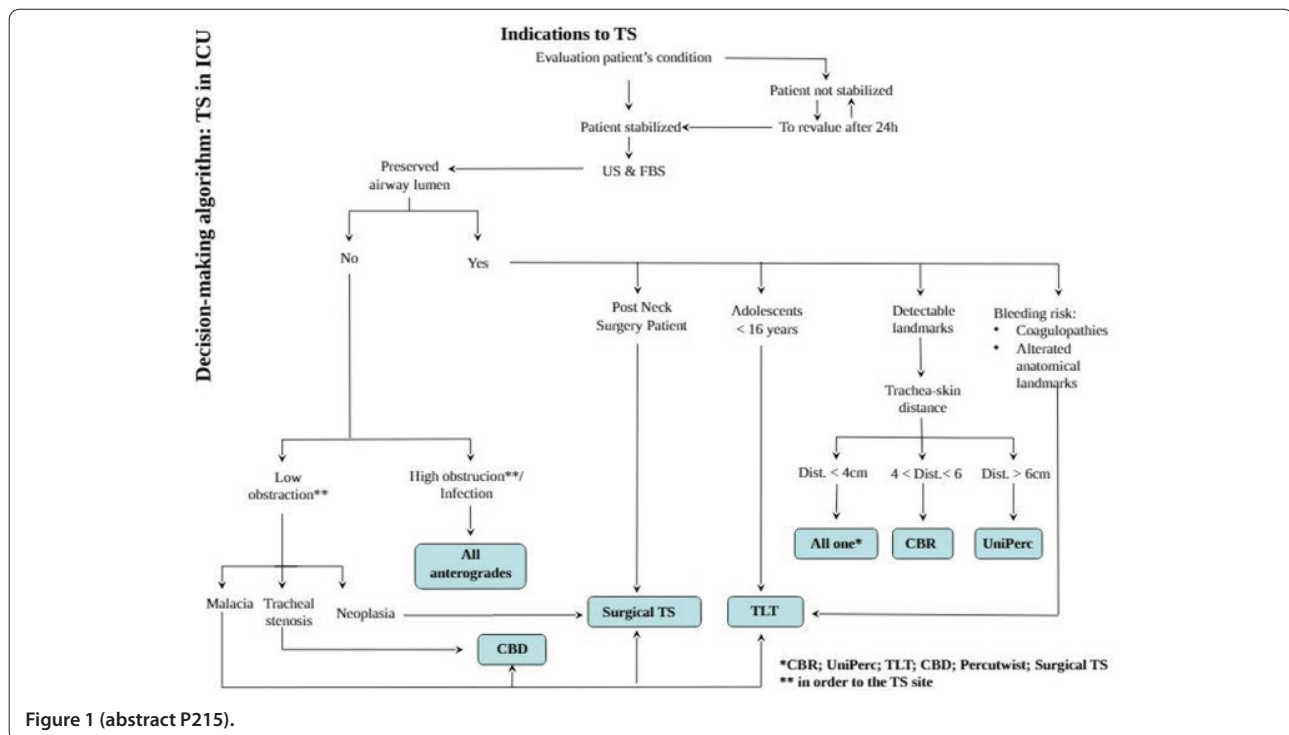 Decision-making algorithm: TS in ICU
Indications to TS
Evaluation patient's condition
Patient not stabilized
Patient stabilized
To revalue after 24h
US & FBS
Preserved
airway lumen
No
Yes
Post Neck
Surgery Patient
Adolescents
< 16 years
Detectable
landmarks
Bleeding risk:
• Coagulopathies
• Alterated
anatomical
landmarks
Trachea-skin
distance
Low
obstraction**
High obstrucion**/
Infection
Dist. < 4cm
4 < Dist.< 6
Dist. > 6cm
All one*
CBR
UniPerc
All
anterogrades
Malacia
Tracheal
stenosis
Neoplasia
Surgical TS
TLT
CBD
*CBR; UniPerc; TLT; CBD; Percutwist; Surgical TS
** in order to the TS site
Figure 1 (abstract P215).